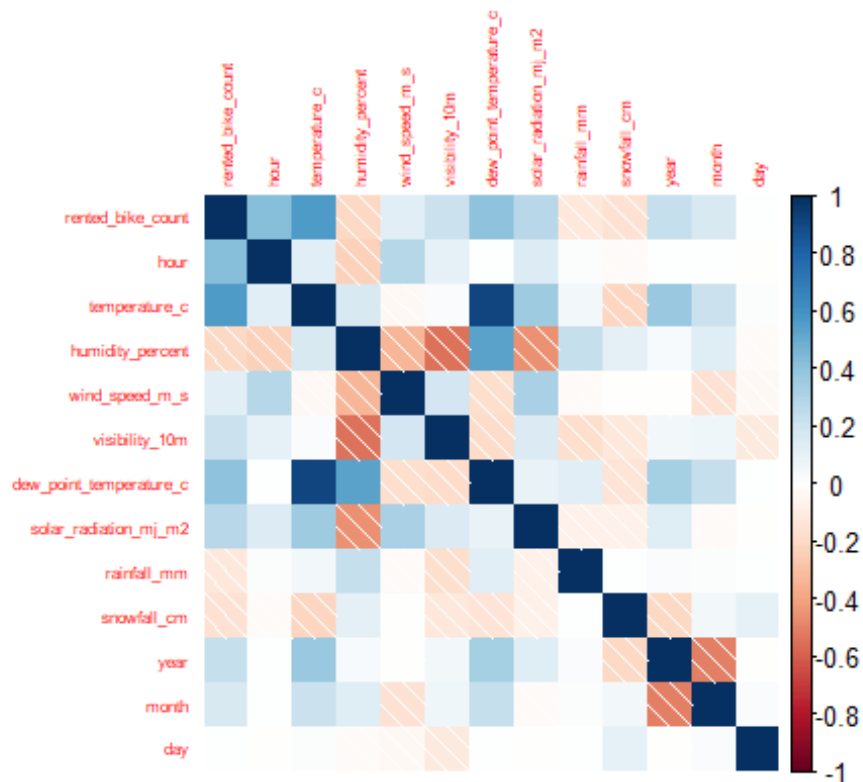 rented_bike_count
hour
temperature_c
humidity_percent
wind_speed_m_s
visibility_10m
dew_point_temperature_c
solar_radiation_mj_m2
rainfall_mm
snowfall_cm
year
month
day
rented_bike_count
hour
temperature_c
humidity_percent
wind_speed_m_s
visibility_10m
dew_point_temperature_c
solar_radiation_mj_m2
rainfall_mm
snowfall_cm
year
month
day
1
0.8
0.6
0.4
0.2
0
-0.2
-0.4
-0.6
-0.8
-1